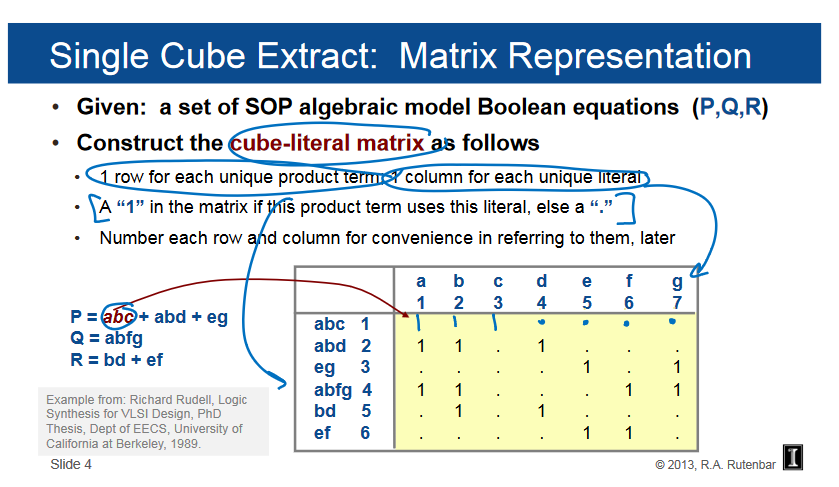 Single Cube Extract: Matrix Representation
• Given: a set of SOP algebraic model Boolean equations (P,Q,R)
• Construct the cube-literal matrix as follows
• 1 row for each unique product term, 1 column for each unique literal
• A “1” in the matrix if this product term uses this literal, else a “.”
• Number each row and column for convenience in referring to them, later
P = abc + abd + eg
Q = abfg
R = bd + ef
a b c d e f g
1 2 3 4 5 6 7
abc 1 1 1 1 . . . .
abd 2 1 1 . 1 . . .
eg 3 . . . . 1 . 1
abfg 4 1 1 . . . 1 1
bd 5 . 1 . 1 . . .
ef 6 . . . . 1 1 .
Example from: Richard Rudell, Logic
Synthesis for VLSI Design, PhD
Thesis, Dept of EECS, University of
California at Berkeley, 1989.
Slide 4
© 2013, R.A. Rutenbar
I